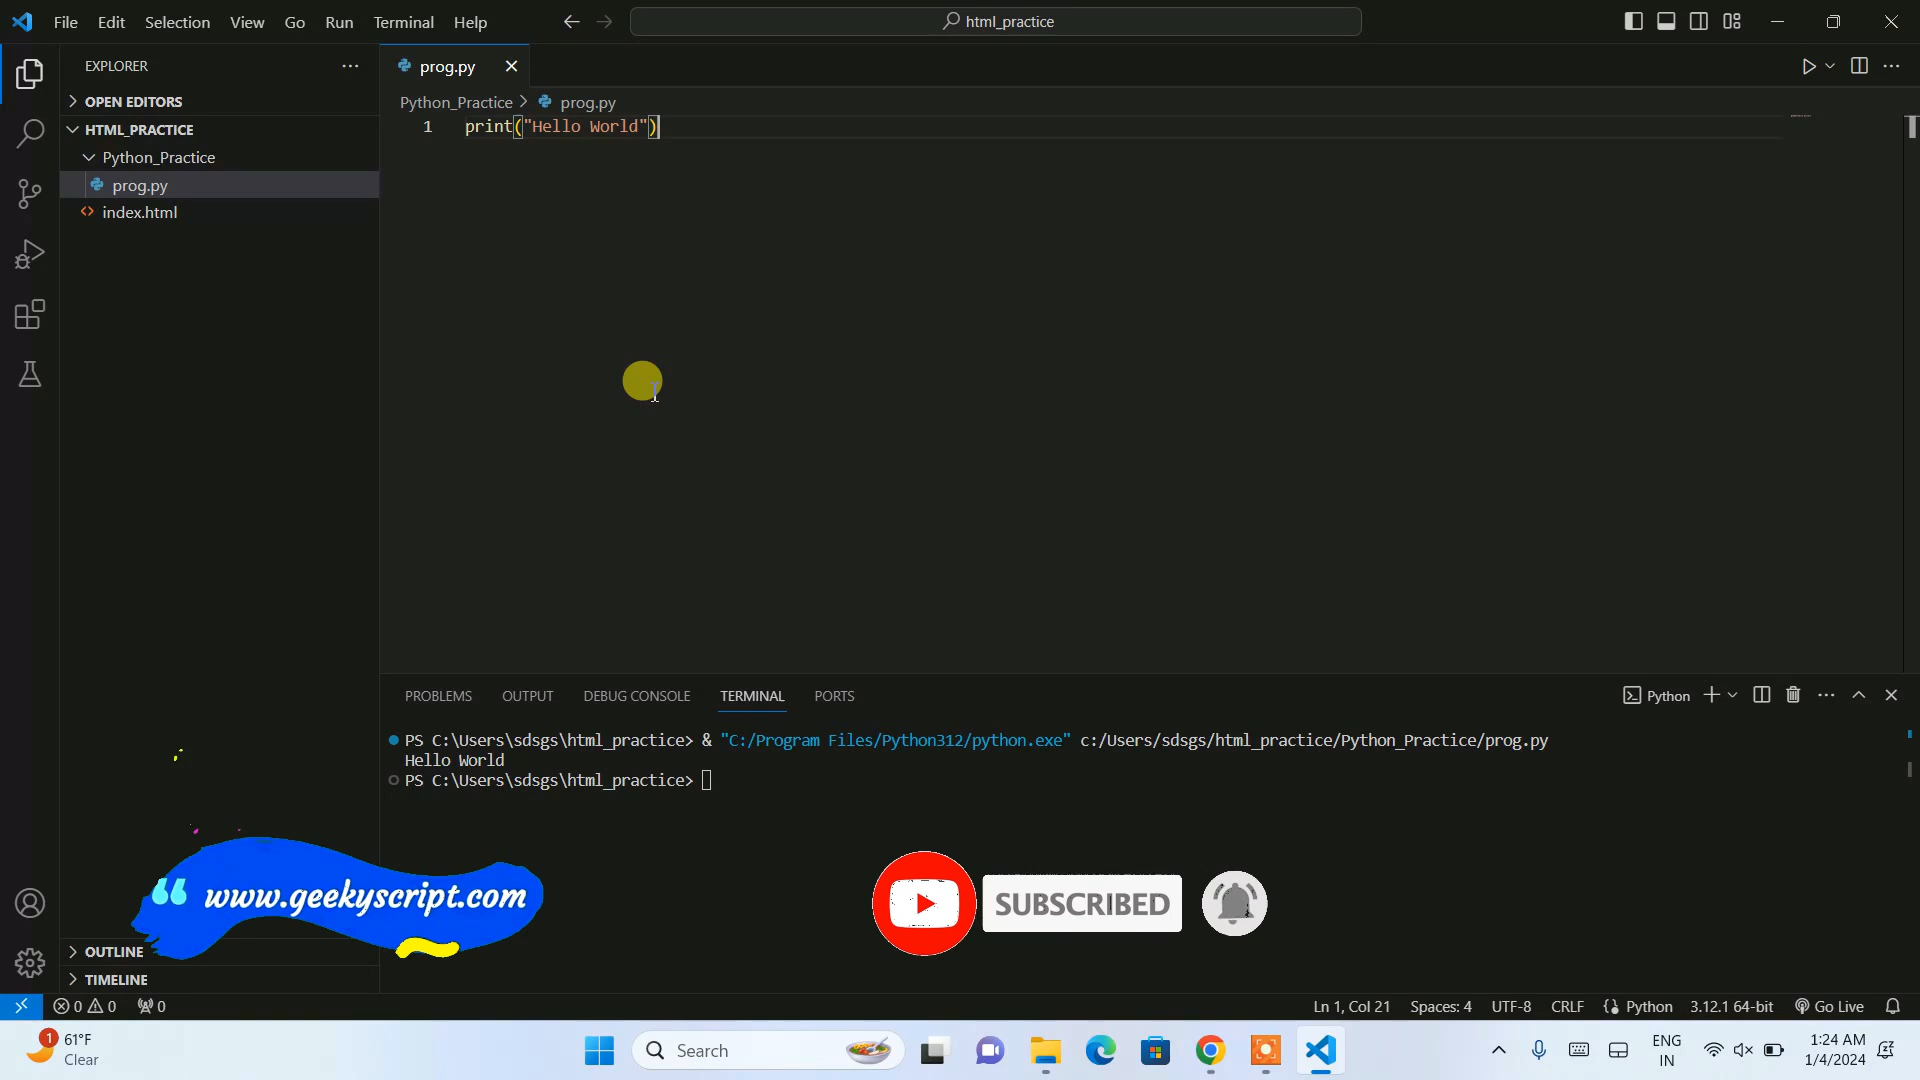 File Edit Selection View Go Run Terminal Help
html_practice
EXPLORER
OPEN EDITORS
HTML_PRACTICE
Python_Practice
prog.py
index.html
prog.py
Python_Practice > prog.py
1 print("Hello World")
PROBLEMS OUTPUT DEBUG CONSOLE TERMINAL PORTS
Python
PS C:\Users\sdsgs\html_practice> & "C:/Program Files/Python312/python.exe" c:/Users/sdsgs/html_practice/Python_Practice/prog.py
Hello World
PS C:\Users\sdsgs\html_practice>
www.geekyscript.com
SUBSCRIBED
OUTLINE
TIMELINE
0 0 0
Ln 1, Col 21 Spaces: 4 UTF-8 CRLF Python 3.12.1 64-bit Go Live
1
61°F
Clear
Search
ENG
IN
1:24 AM
1/4/2024